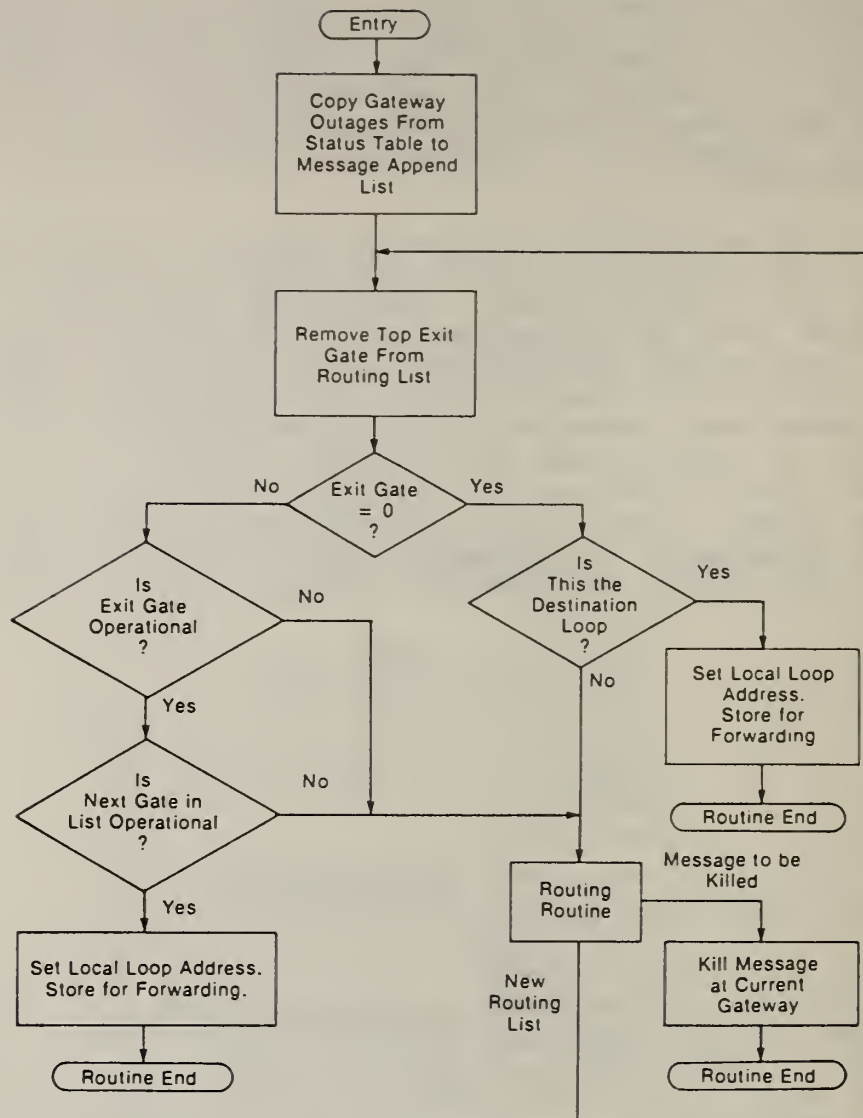 Entry
Copy Gateway
Outages From
Status Table to
Message Append
List
Remove Top Exit
Gate From
Routing List
No
Exit Gate
= 0
?
Yes
Is
Exit Gate
Operational
?
No
Is
This the
Destination
Loop
?
Yes
No
Set Local Loop
Address.
Store for
Forwarding
Yes
Is
Next Gate in
List Operational
?
No
Routine End
Message to be
Killed
Routing
Routine
Yes
Set Local Loop Address.
Store for Forwarding.
New
Routing
List
Kill Message
at Current
Gateway
Routine End
Routine End